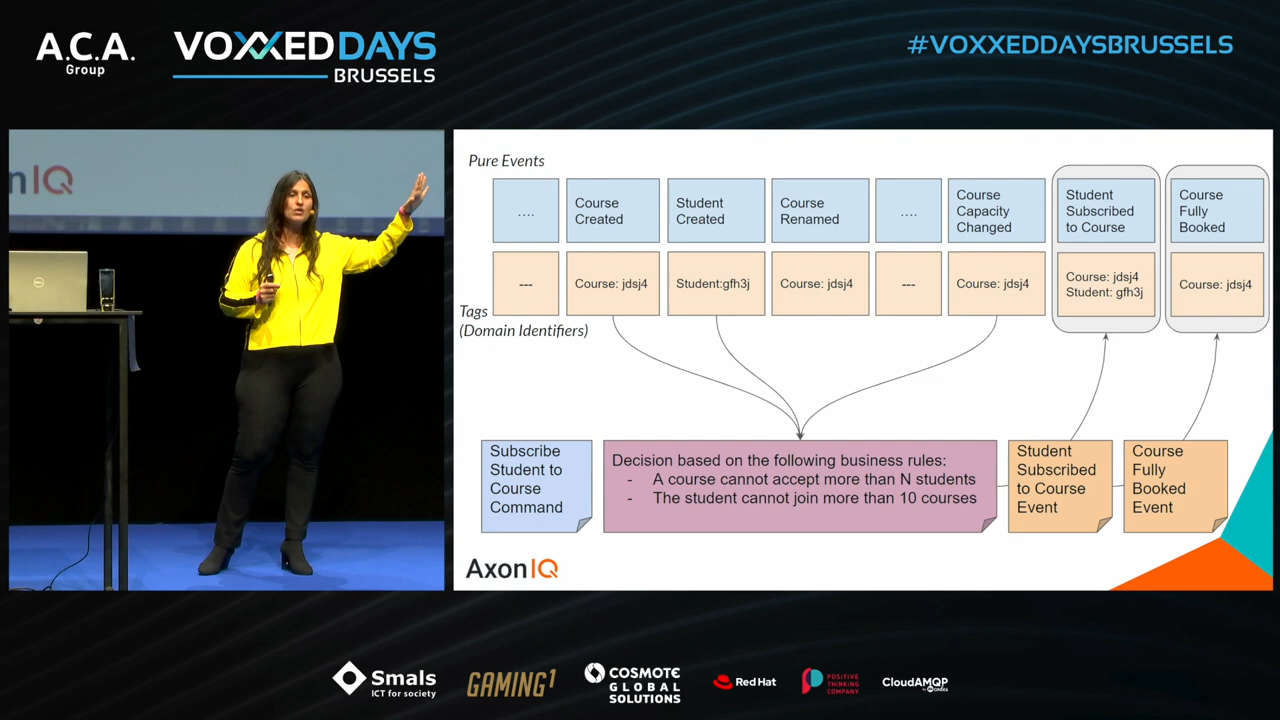 A.C.A.
Group
VOXXEDDAYS
BRUSSELS
#VOXXEDDAYSBRUSSELS
n IQ
DELL
Pure Events
....
Course
Created
Student
Created
Course
Renamed
....
Course
Capacity
Changed
Student
Subscribed
to Course
Course
Fully
Booked
---
Course: jdsj4
Student:gfh3j
Course: jdsj4
---
Course: jdsj4
Course: jdsj4
Student: gfh3j
Course: jdsj4
Tags
(Domain Identifiers)
Subscribe
Student to
Course
Command
Decision based on the following business rules:
- A course cannot accept more than N students
- The student cannot join more than 10 courses
Student
Subscribed
to Course
Event
Course
Fully
Booked
Event
AxonIQ
Smals
ICT for society
GAMING1
COSMOTE
GLOBAL
SOLUTIONS
Red Hat
POSITIVE
THINKING
COMPANY
CloudAMQP